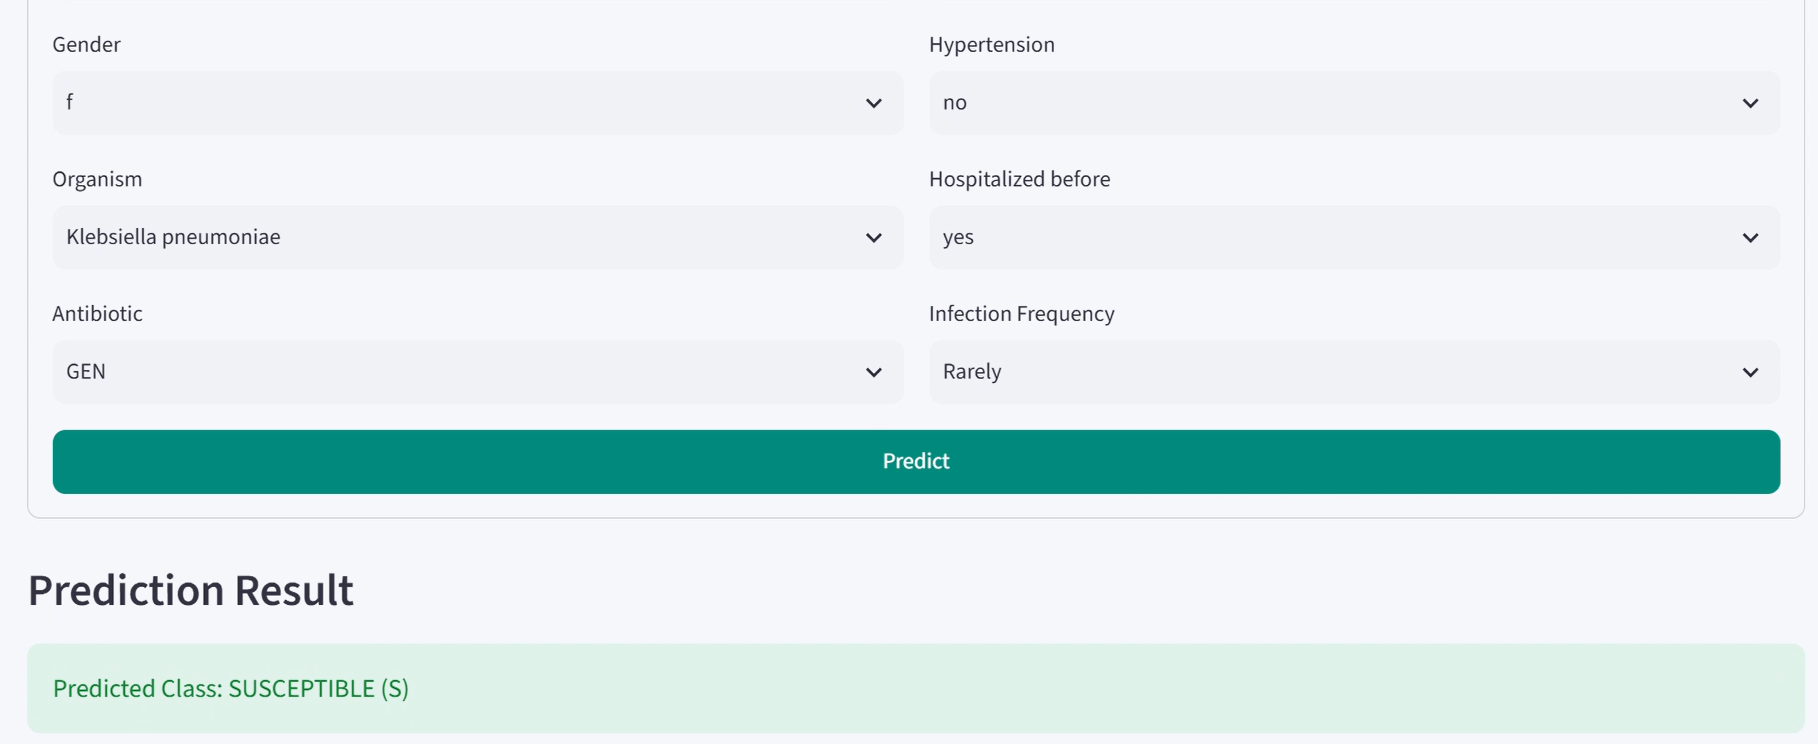 Gender
Hypertension
f
no
Organism
Hospitalized before
Klebsiella pneumoniae
yes
Antibiotic
Infection Frequency
GEN
Rarely
Predict
Prediction Result
Predicted Class: SUSCEPTIBLE (S)